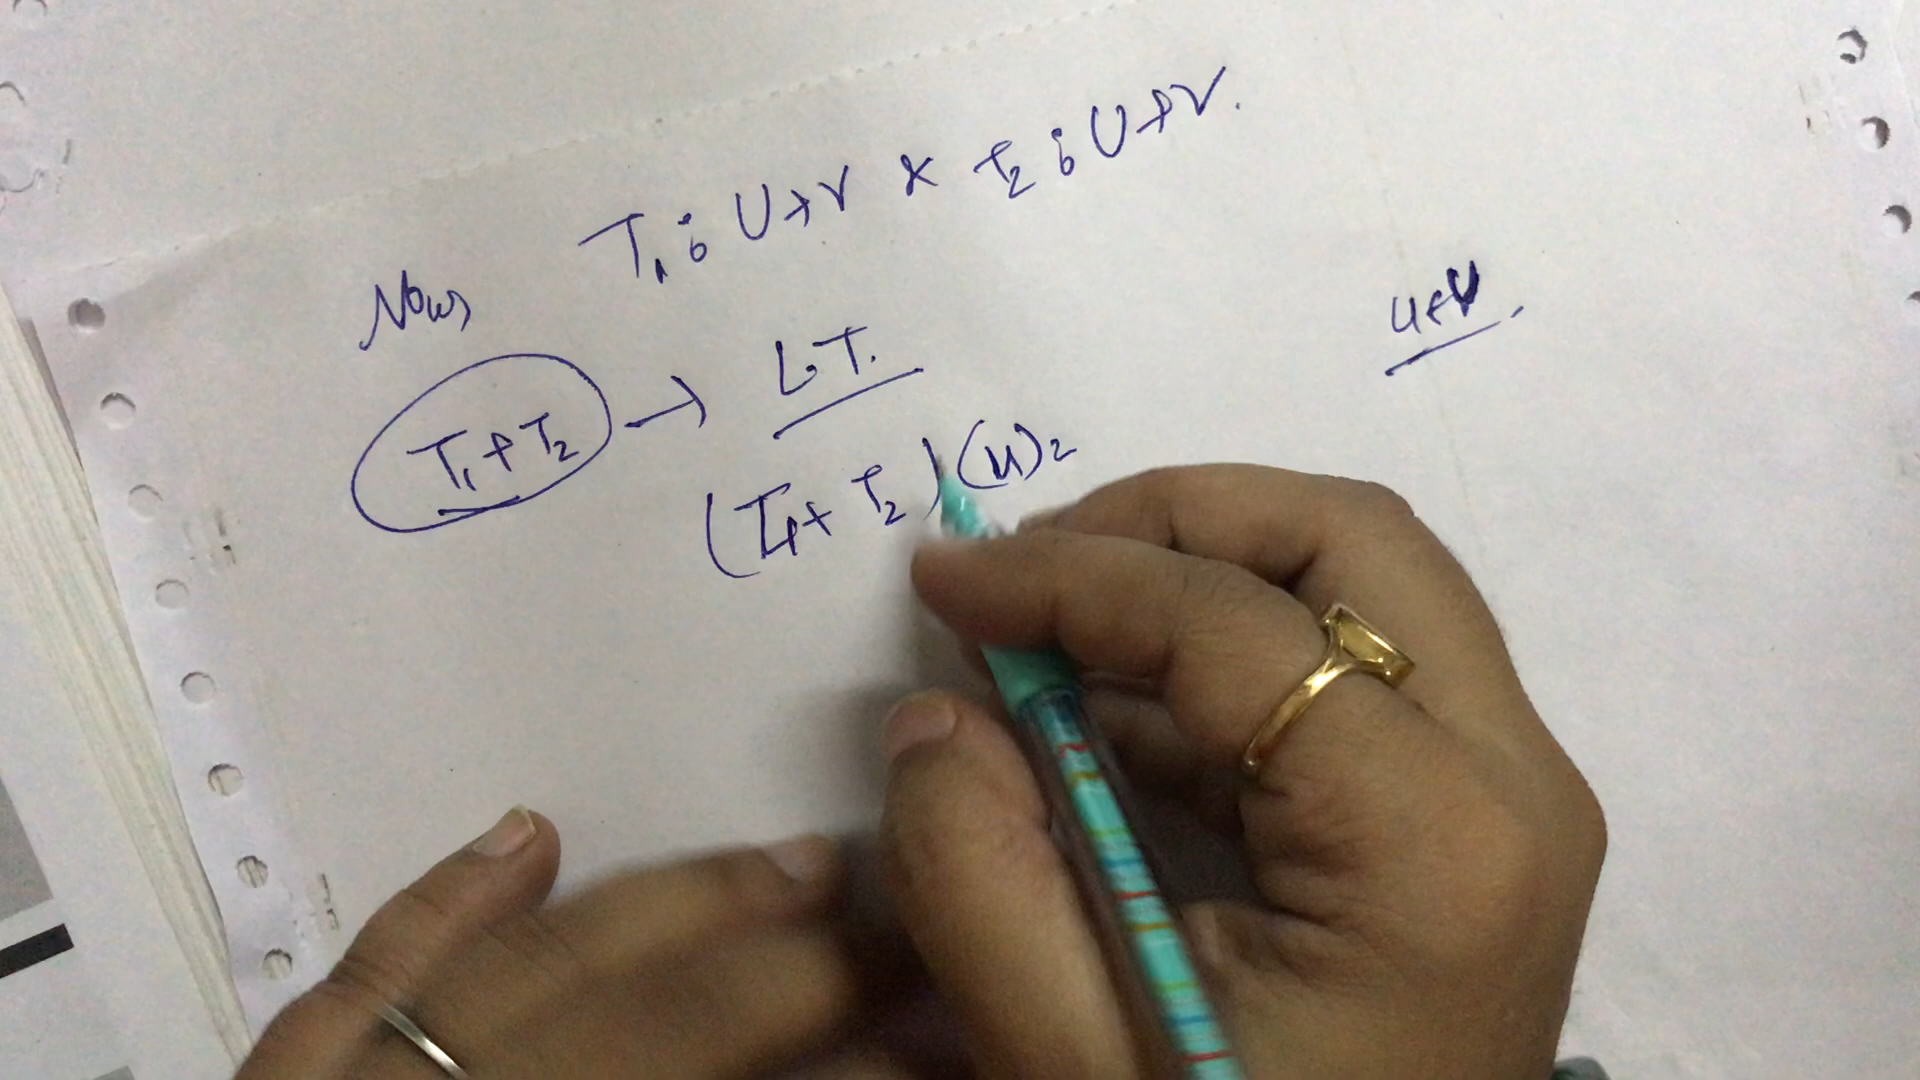 T₁ : U → V & T₂ : U → V.
Now,
U & V.
T₁ + T₂ → L.T.
(T₁ + T₂)(u) =